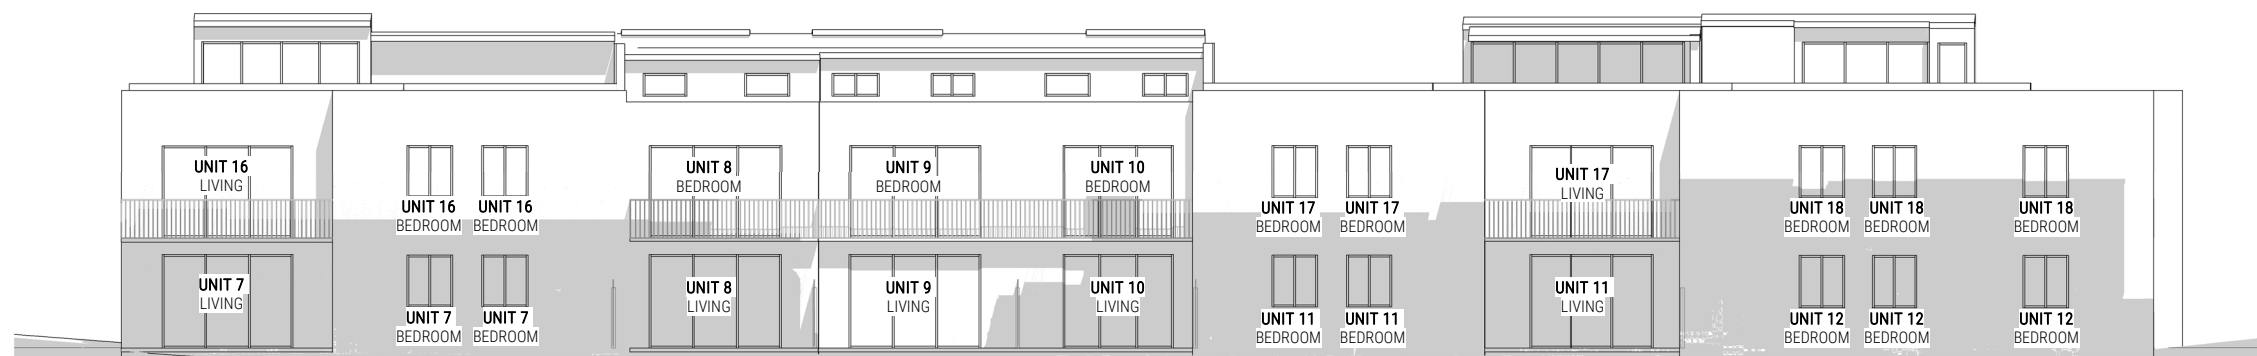 UNIT 16
LIVING
UNIT 8
BEDROOM
UNIT 9
BEDROOM
UNIT 10
BEDROOM
UNIT 17
LIVING
UNIT 16
BEDROOM
UNIT 16
BEDROOM
UNIT 17
BEDROOM
UNIT 17
BEDROOM
UNIT 18
BEDROOM
UNIT 18
BEDROOM
UNIT 18
BEDROOM
UNIT 7
LIVING
UNIT 8
LIVING
UNIT 9
LIVING
UNIT 10
LIVING
UNIT 11
LIVING
UNIT 7
BEDROOM
UNIT 7
BEDROOM
UNIT 11
BEDROOM
UNIT 11
BEDROOM
UNIT 12
BEDROOM
UNIT 12
BEDROOM
UNIT 12
BEDROOM